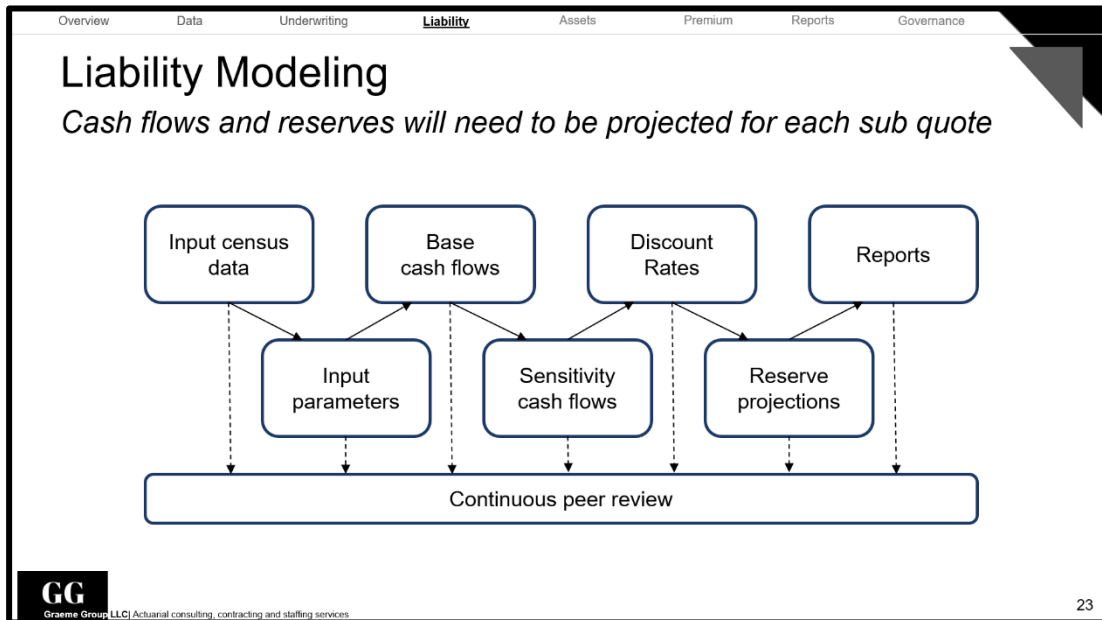 Overview Data Underwriting Liability Assets Premium Reports Governance
Liability Modeling
Cash flows and reserves will need to be projected for each sub quote
Input census
data
Base
cash flows
Discount
Rates
Reports
Input
parameters
Sensitivity
cash flows
Reserve
projections
Continuous peer review
GG
Graeme Group LLC| Actuarial consulting, contracting and staffing services
23